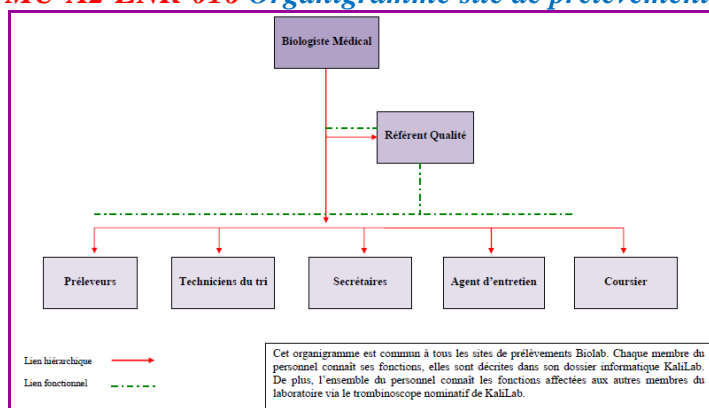 MU-A2-ENR-016 Organigramme site de prélèvement
Biologiste Médical
Référent Qualité
Préleveurs
Techniciens du tri
Secrétaires
Agent d'entretien
Coursier
Lien hiérarchique
Lien fonctionnel
Cet organigramme est commun à tous les sites de prélèvements Biolab. Chaque membre du
personnel connaît ses fonctions, elles sont décrites dans son dossier informatique KaliLab.
De plus, l'ensemble du personnel connaît les fonctions affectées aux autres membres du
laboratoire via le trombinoscope nominatif de KaliLab.